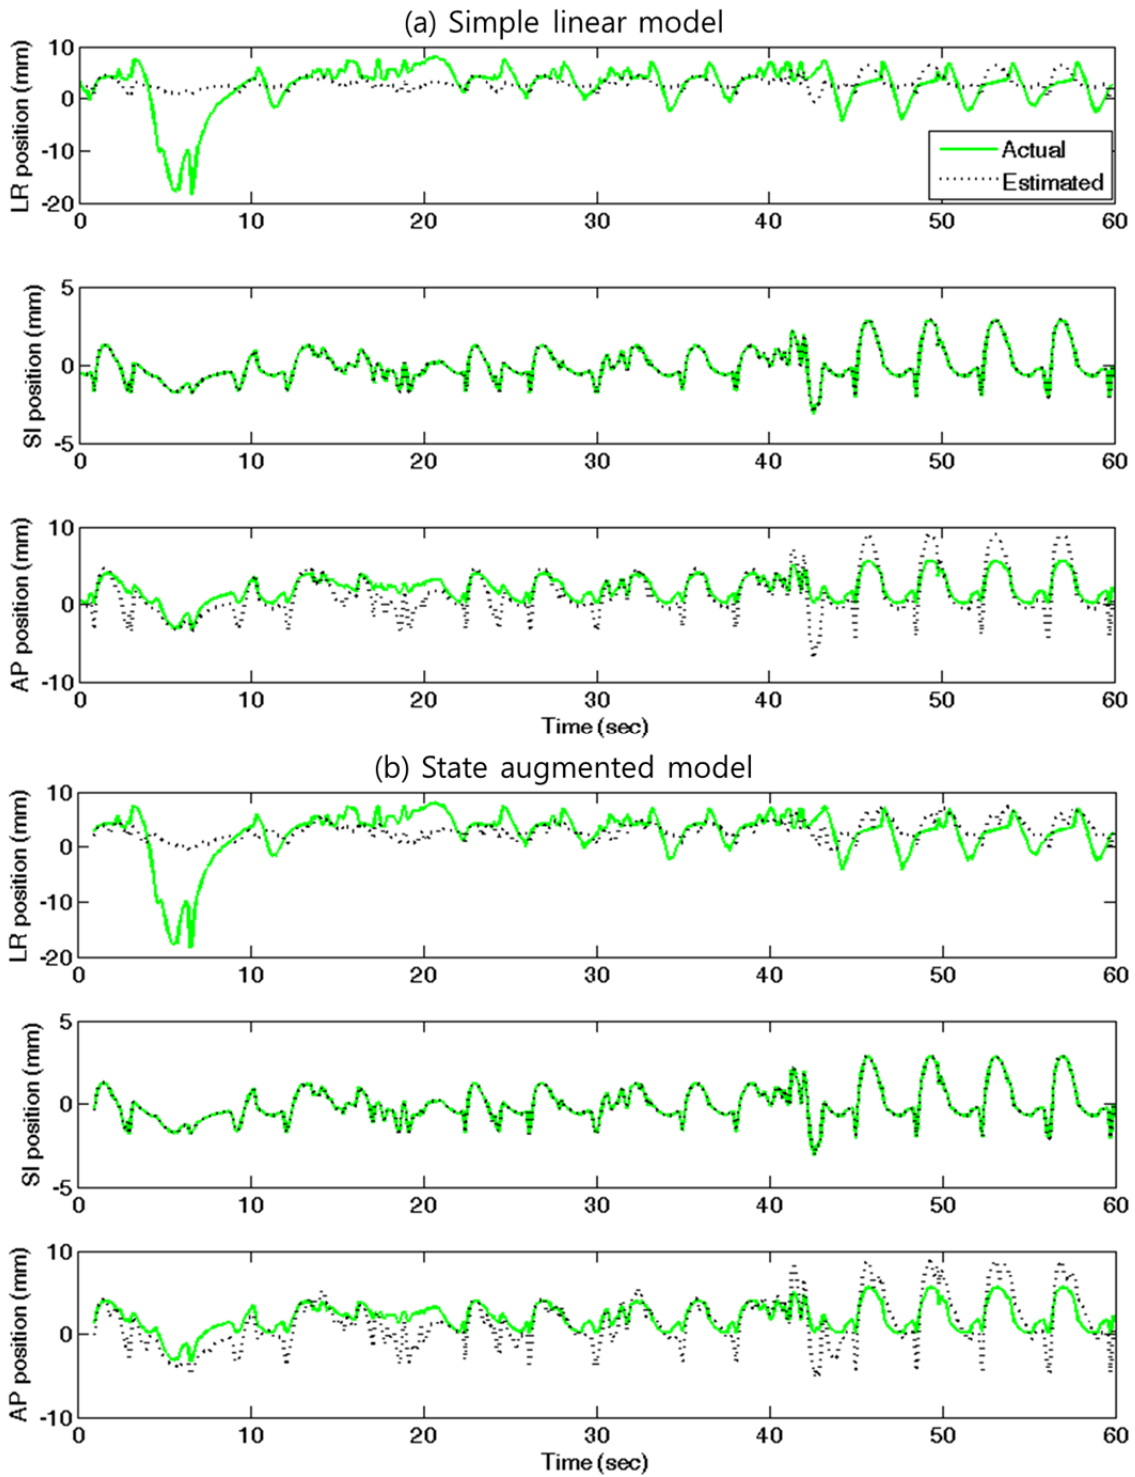 (a) Simple linear model
LR position (mm)
10
0
-10
-20
Actual
Estimated
0 10 20 30 40 50 60
SI position (mm)
5
0
-5
0 10 20 30 40 50 60
AP position (mm)
10
0
-10
0 10 20 30 40 50 60
Time (sec)
(b) State augmented model
LR position (mm)
10
0
-10
-20
0 10 20 30 40 50 60
SI position (mm)
5
0
-5
0 10 20 30 40 50 60
AP position (mm)
10
0
-10
0 10 20 30 40 50 60
Time (sec)